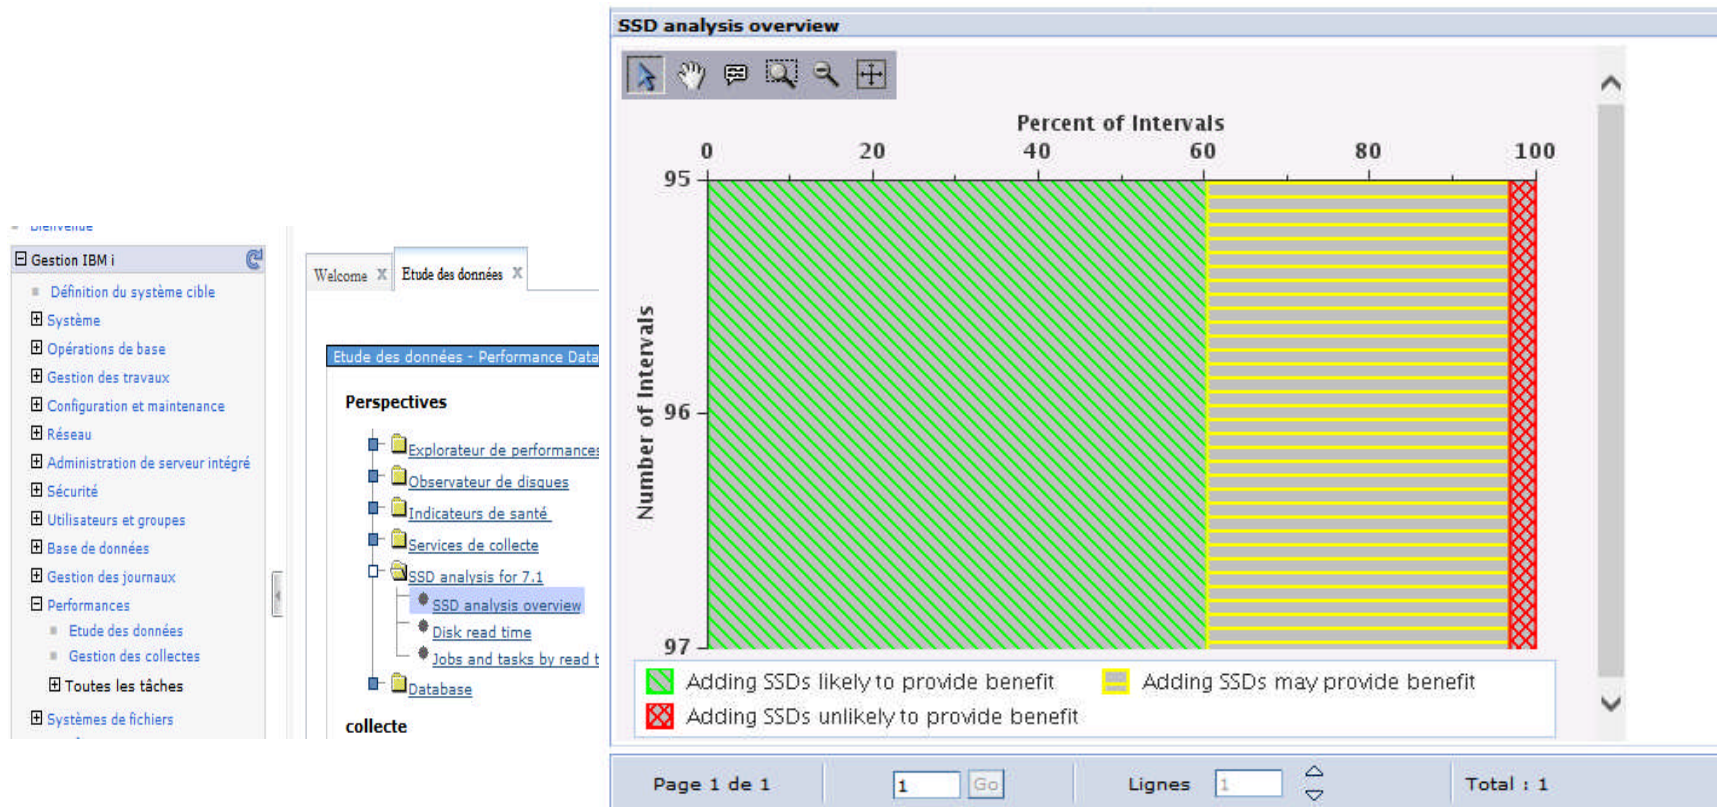 Bienvenue
Gestion IBM i
Définition du système cible
Système
Opérations de base
Gestion des travaux
Configuration et maintenance
Réseau
Administration de serveur intégré
Sécurité
Utilisateurs et groupes
Base de données
Gestion des journaux
Performances
Etude des données
Gestion des collectes
Toutes les tâches
Systèmes de fichiers
Welcome X Etude des données X
Etude des données - Performance Data
Perspectives
Explorateur de performances
Observateur de disques
Indicateurs de santé
Services de collecte
SSD analysis for 7.1
SSD analysis overview
Disk read time
Jobs and tasks by read t
Database
collecte
SSD analysis overview
Percent of Intervals
0 20 40 60 80 100
Number of Intervals
95
96
97
Adding SSDs likely to provide benefit Adding SSDs may provide benefit
Adding SSDs unlikely to provide benefit
Page 1 de 1 1 Go Lignes 1 Total : 1